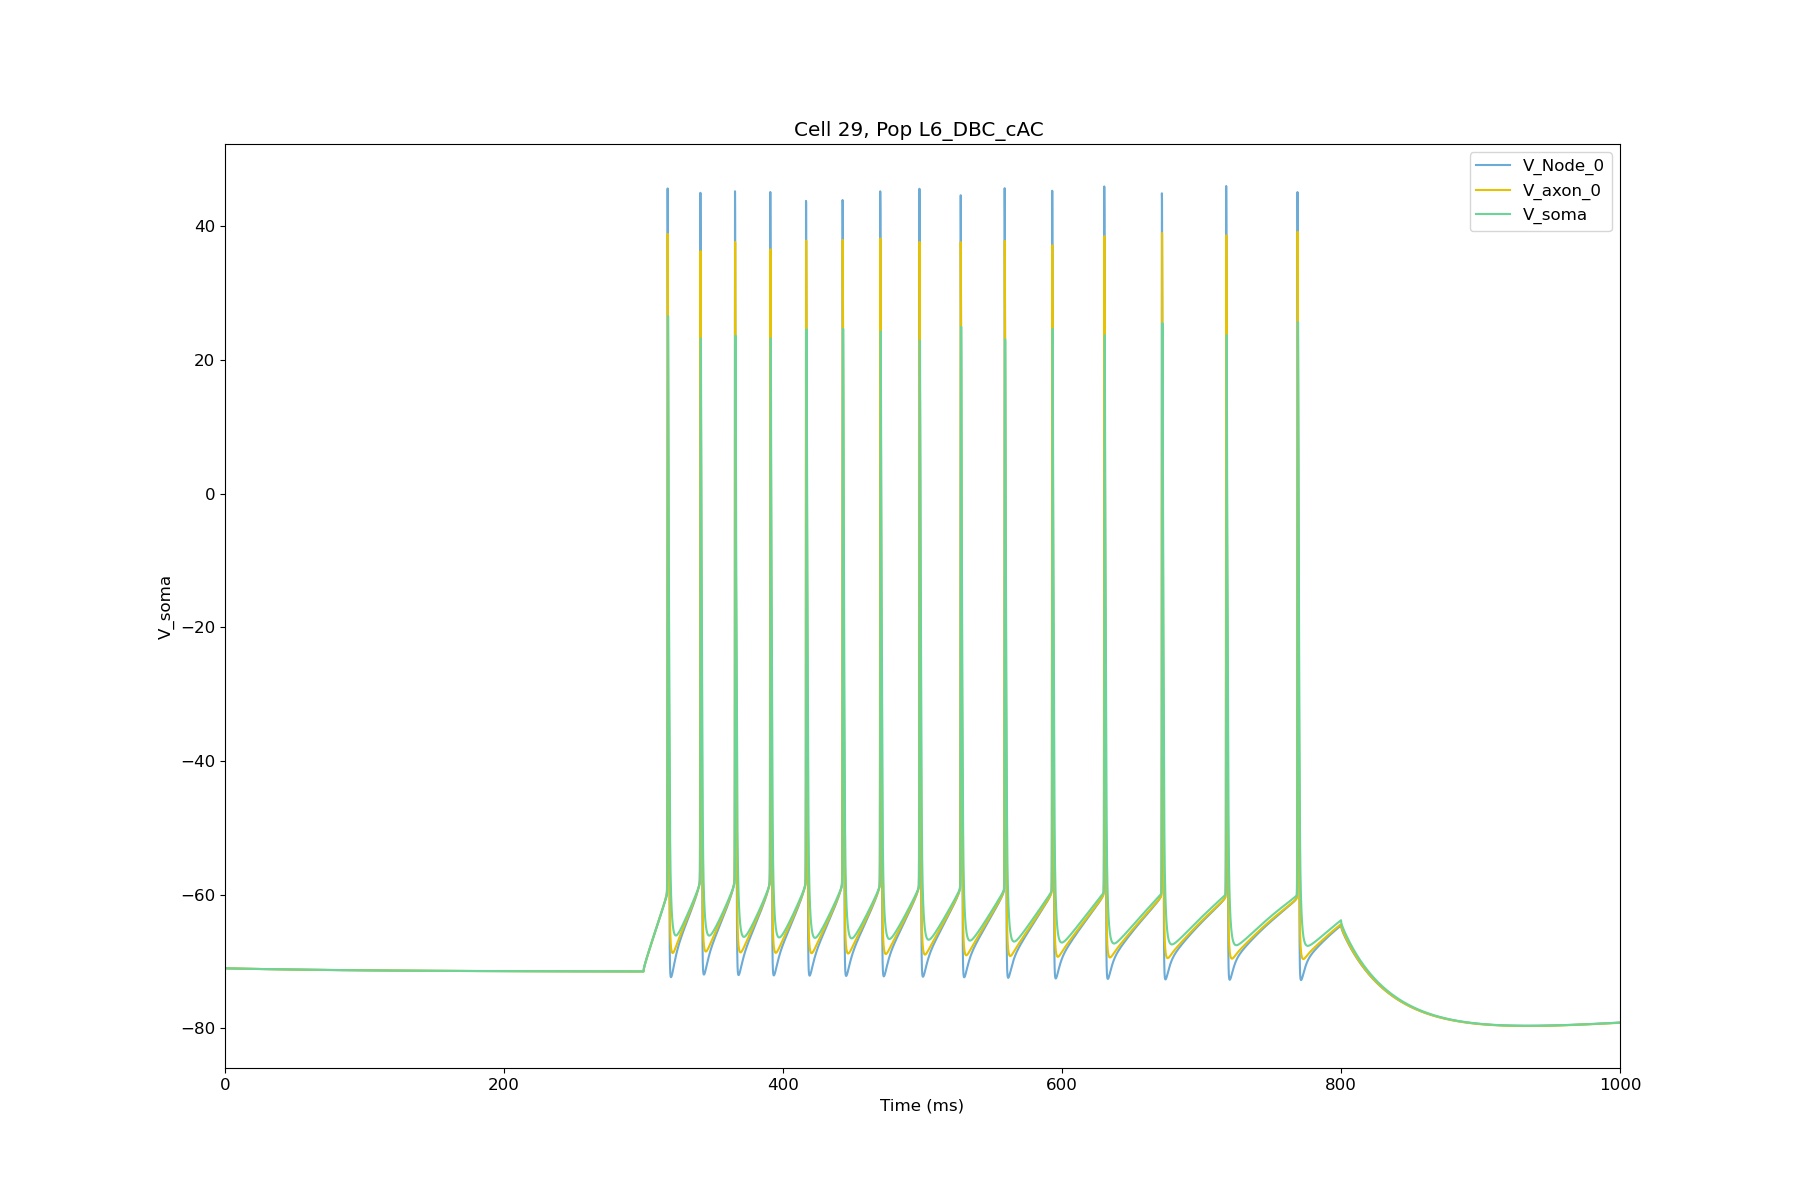 Cell 29, Pop L6_DBC_cAC
V_Node_0
V_axon_0
V_soma
40
20
0
−20
−40
−60
−80
V_soma
0 200 400 600 800 1000
Time (ms)